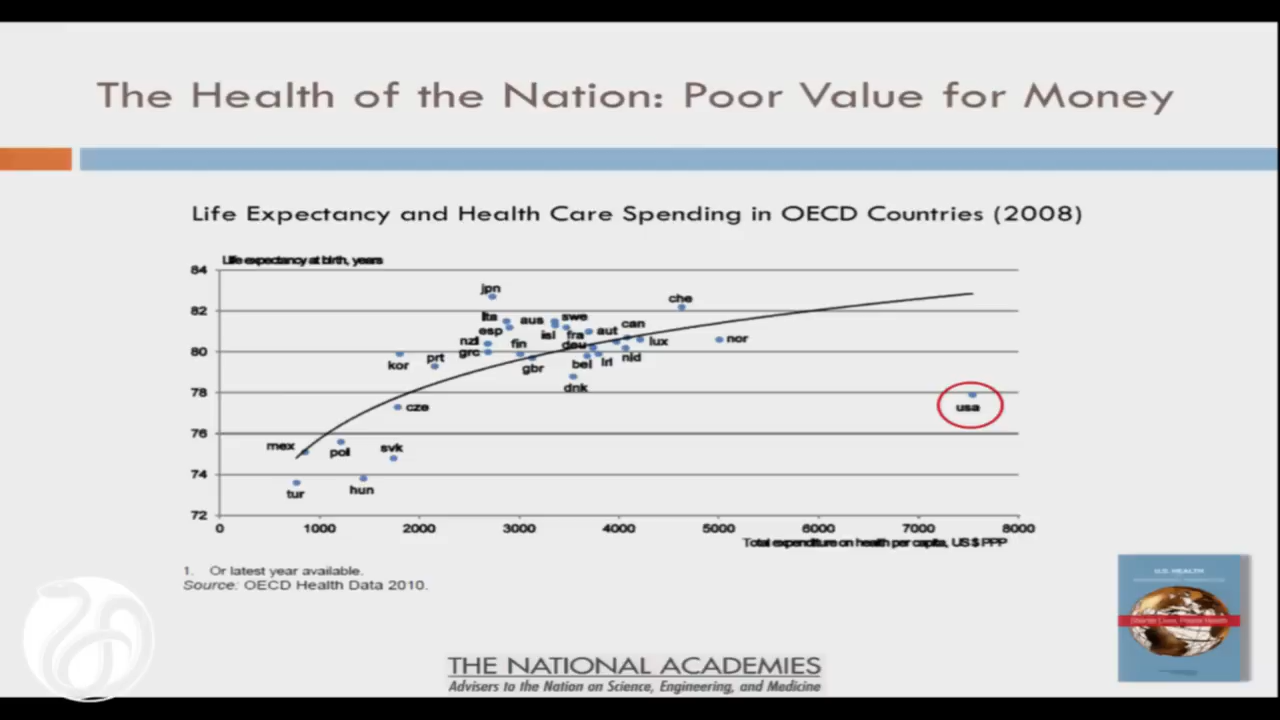 The Health of the Nation: Poor Value for Money
Life Expectancy and Health Care Spending in OECD Countries (2008)
Life expectancy at birth, years
84
82
80
78
76
74
72
jpn
che
ita
aus
swe
esp
isl
fra
aut
can
nzl
fin
deu
lux
nor
grc
kor
prt
gbr
bel
irl
nld
dnk
cze
usa
mex
pol
svk
tur
hun
0 1000 2000 3000 4000 5000 6000 7000 8000
Total expenditure on health per capita, US $ PPP
1. Or latest year available.
Source: OECD Health Data 2010.
U.S. HEALTH
Shorter Lives, Poorer Health
THE NATIONAL ACADEMIES
Advisers to the Nation on Science, Engineering, and Medicine